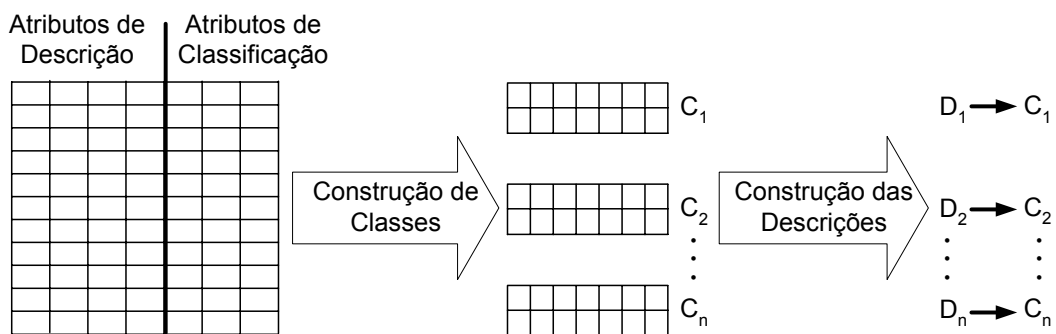 Atributos de
Descrição
Atributos de
Classificação
Construção de
Classes
C1
C2
Cn
Construção das
Descrições
D1 C1
D2 C2
Dn Cn